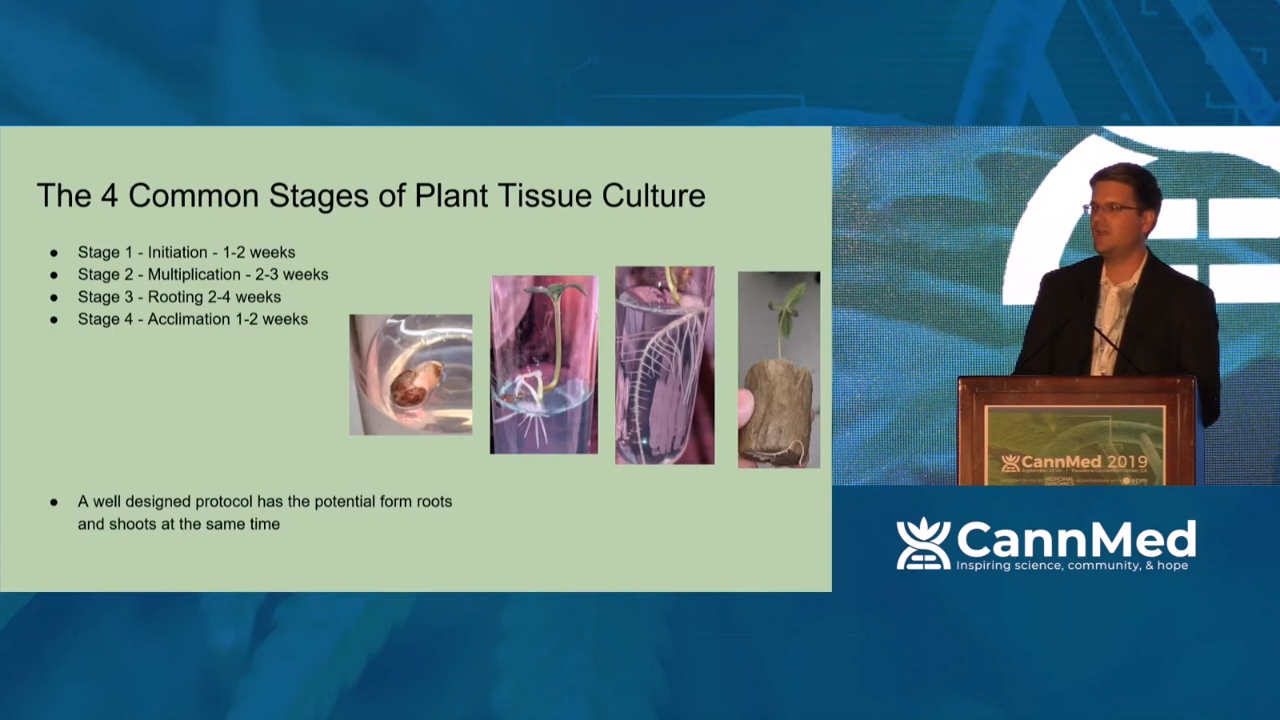 The 4 Common Stages of Plant Tissue Culture
● Stage 1 - Initiation - 1-2 weeks
● Stage 2 - Multiplication - 2-3 weeks
● Stage 3 - Rooting 2-4 weeks
● Stage 4 - Acclimation 1-2 weeks
● A well designed protocol has the potential form roots
and shoots at the same time
CannMed 2019
CannMed
Inspiring science, community, & hope